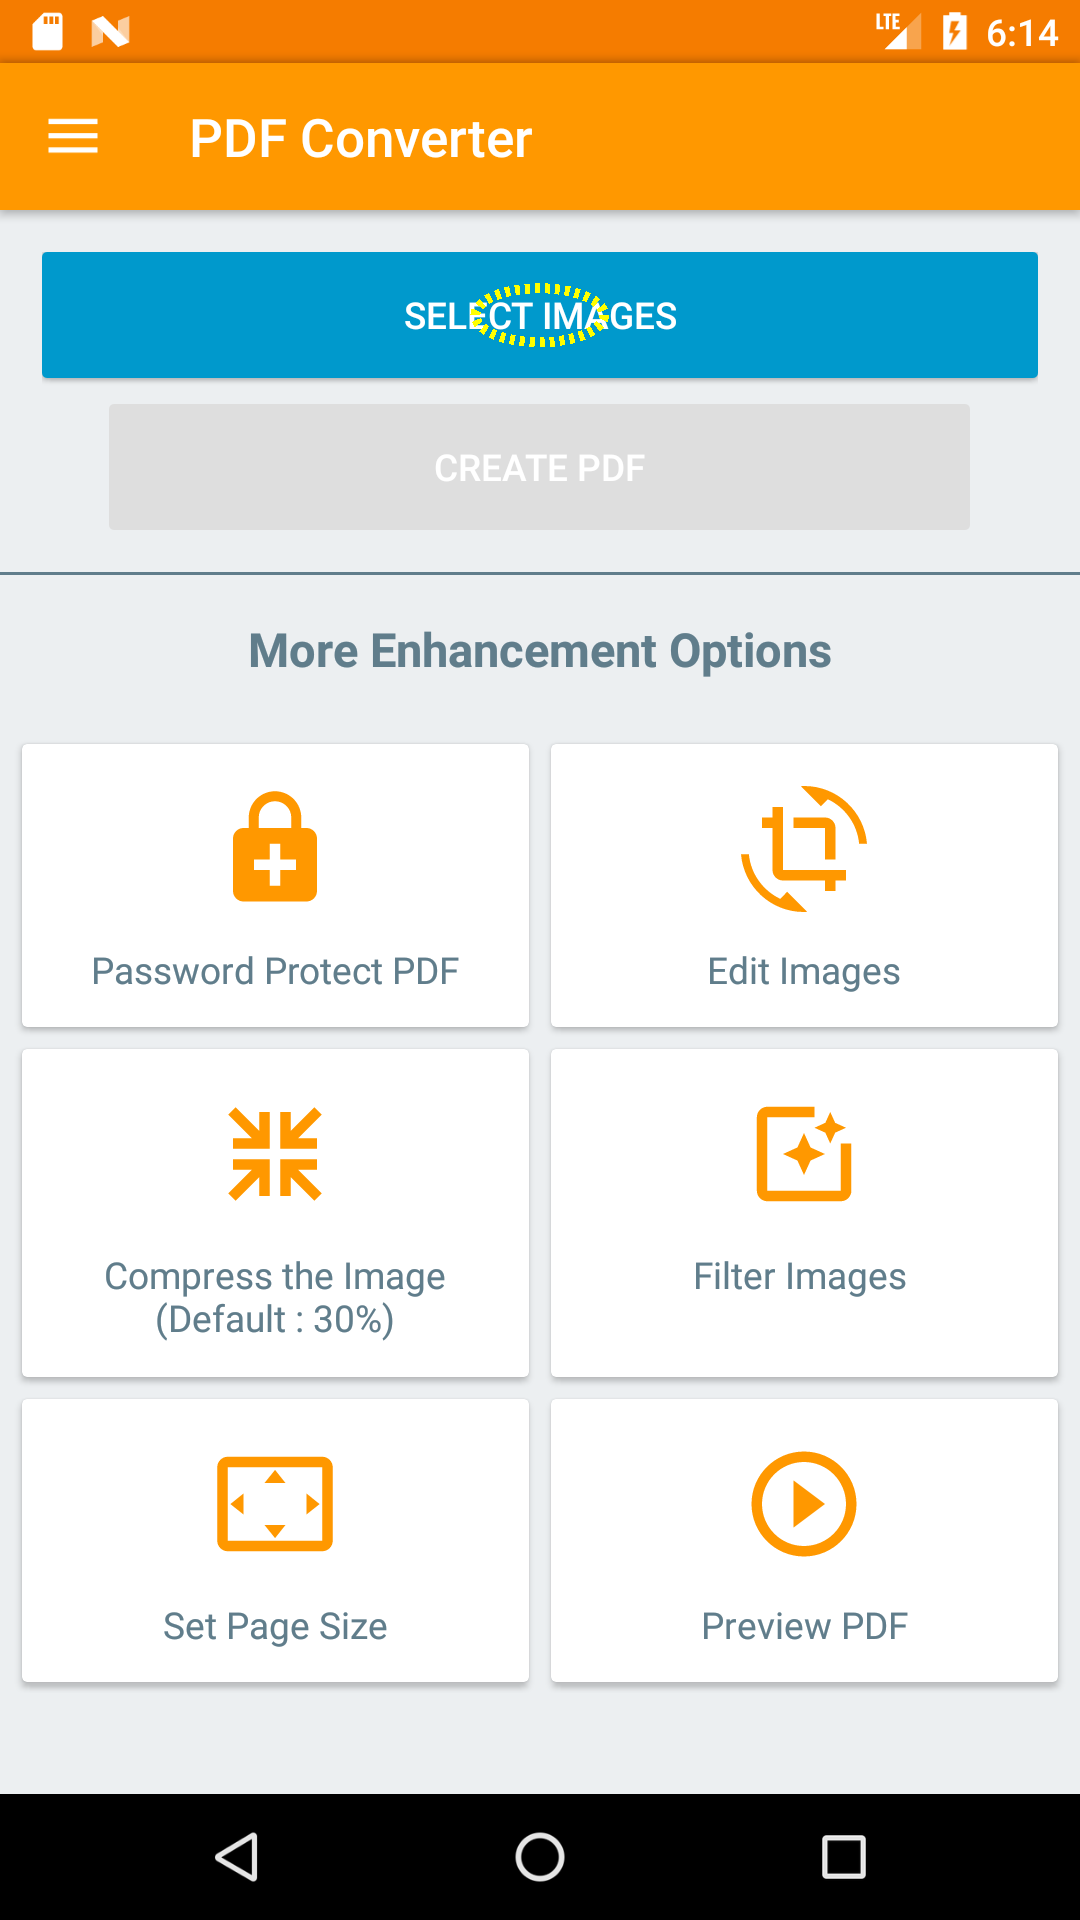 LTE 6:14
PDF Converter
SELECT IMAGES
CREATE PDF
More Enhancement Options
Password Protect PDF
Edit Images
Compress the Image
(Default : 30%)
Filter Images
Set Page Size
Preview PDF